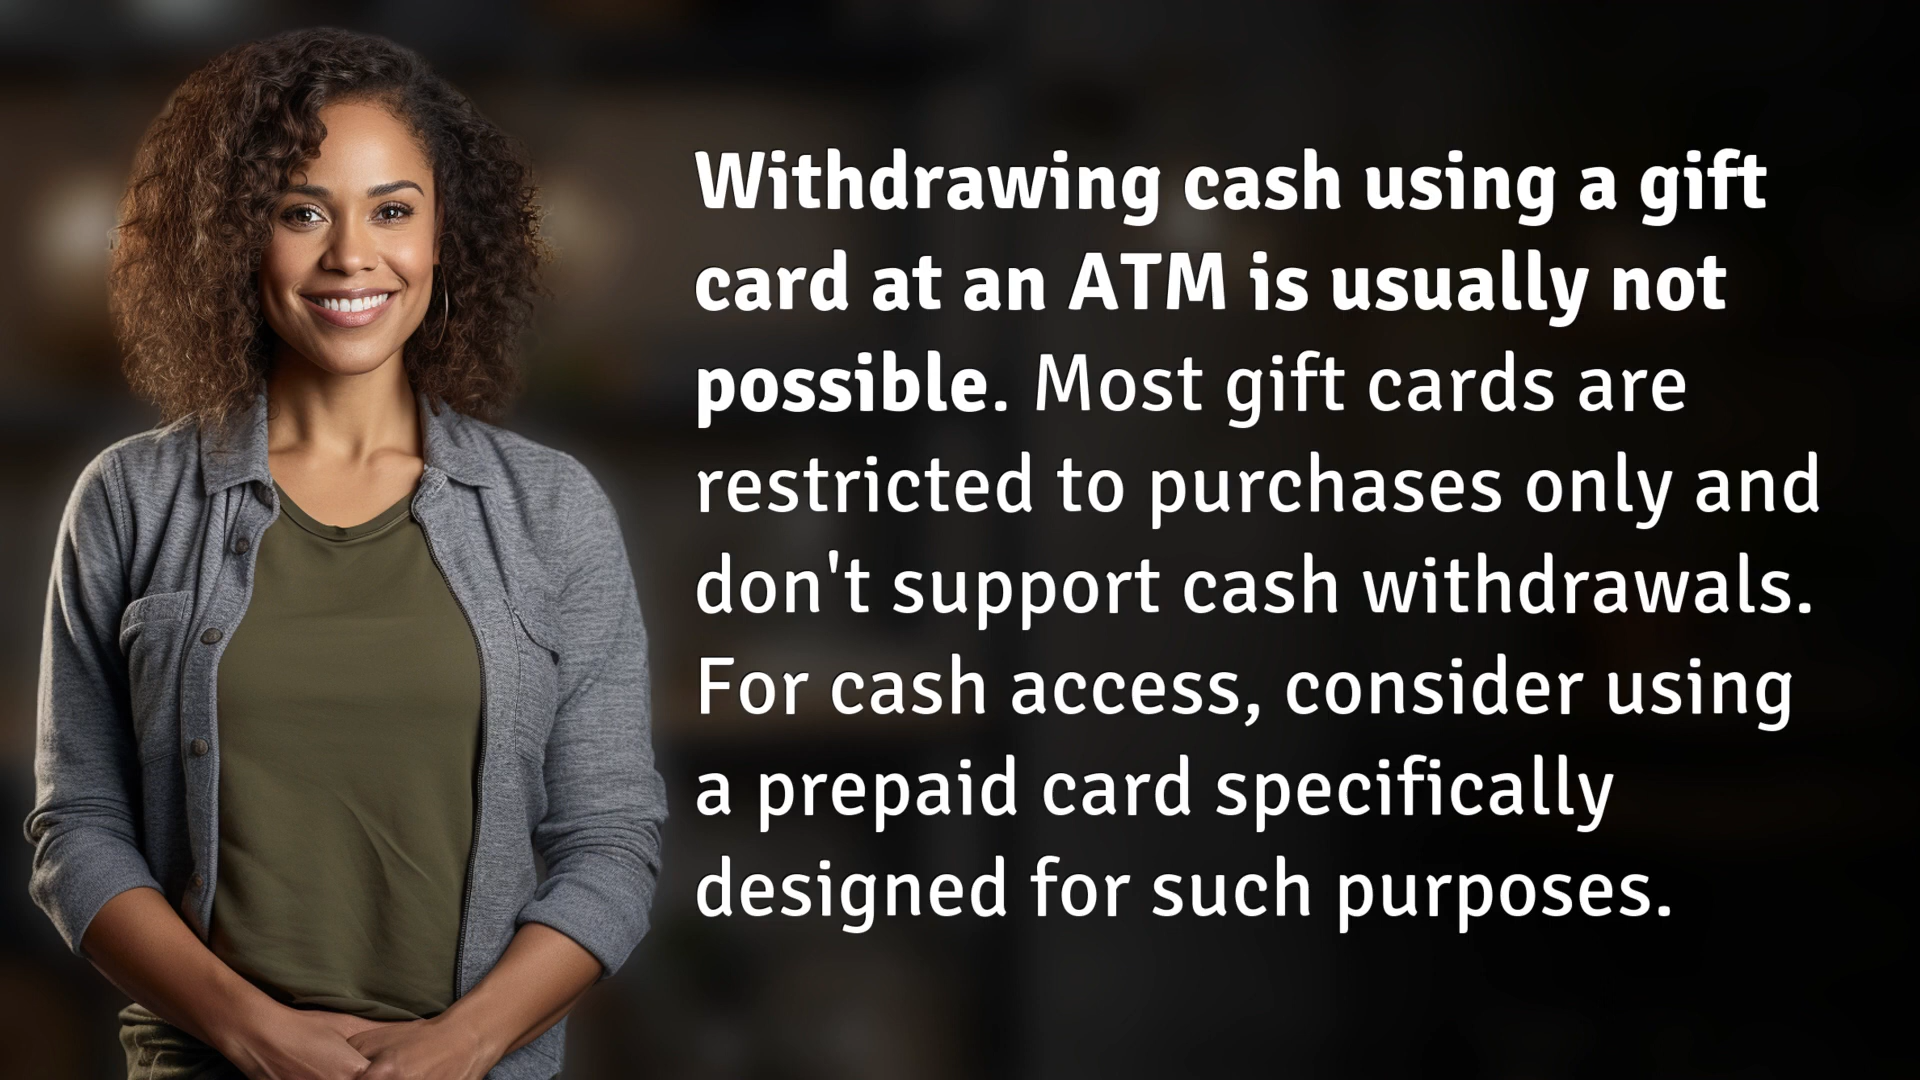 Withdrawing cash using a gift
card at an ATM is usually not
possible. Most gift cards are
restricted to purchases only and
don't support cash withdrawals.
For cash access, consider using
a prepaid card specifically
designed for such purposes.